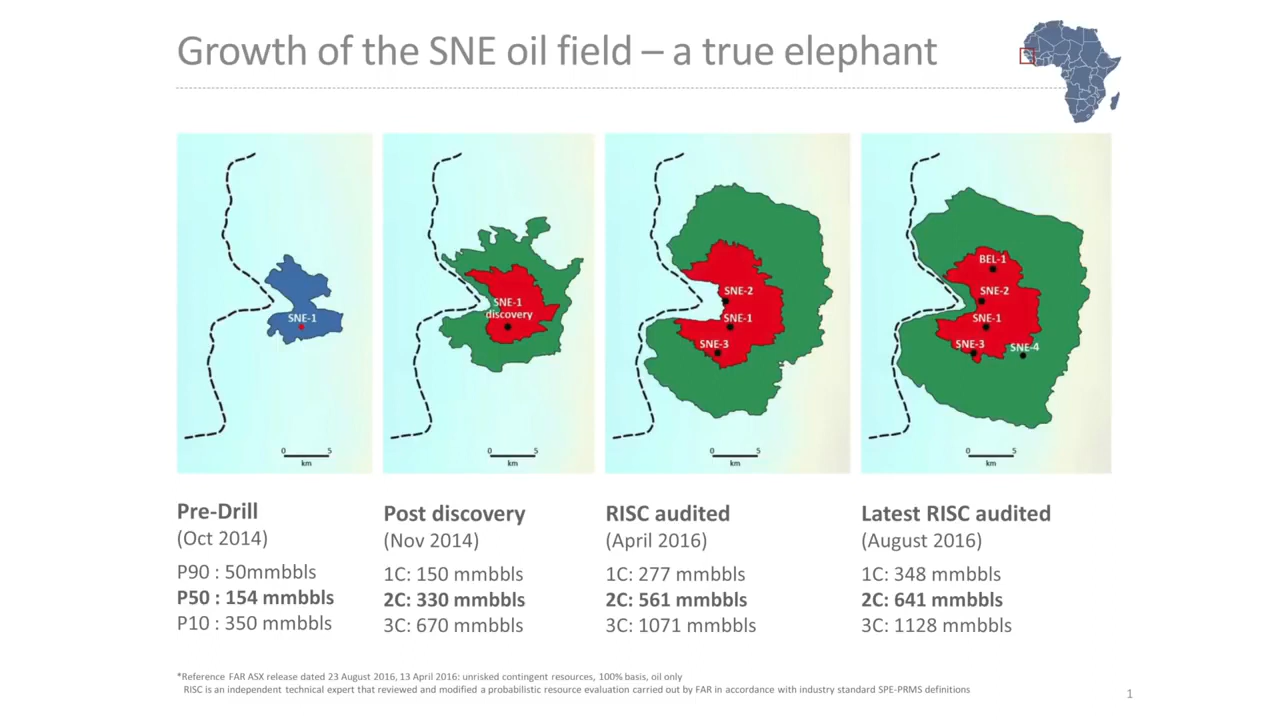 Growth of the SNE oil field – a true elephant
SNE-1
0 5
km
SNE-1
discovery
0 5
km
SNE-2
SNE-1
SNE-3
0 5
km
BEL-1
SNE-2
SNE-1
SNE-3
SNE-4
0 5
km
Pre-Drill
(Oct 2014)
P90 : 50mmbbls
P50 : 154 mmbbls
P10 : 350 mmbbls
Post discovery
(Nov 2014)
1C: 150 mmbbls
2C: 330 mmbbls
3C: 670 mmbbls
RISC audited
(April 2016)
1C: 277 mmbbls
2C: 561 mmbbls
3C: 1071 mmbbls
Latest RISC audited
(August 2016)
1C: 348 mmbbls
2C: 641 mmbbls
3C: 1128 mmbbls
*Reference FAR ASX release dated 23 August 2016, 13 April 2016: unrisked contingent resources, 100% basis, oil only
RISC is an independent technical expert that reviewed and modified a probabilistic resource evaluation carried out by FAR in accordance with industry standard SPE-PRMS definitions
1